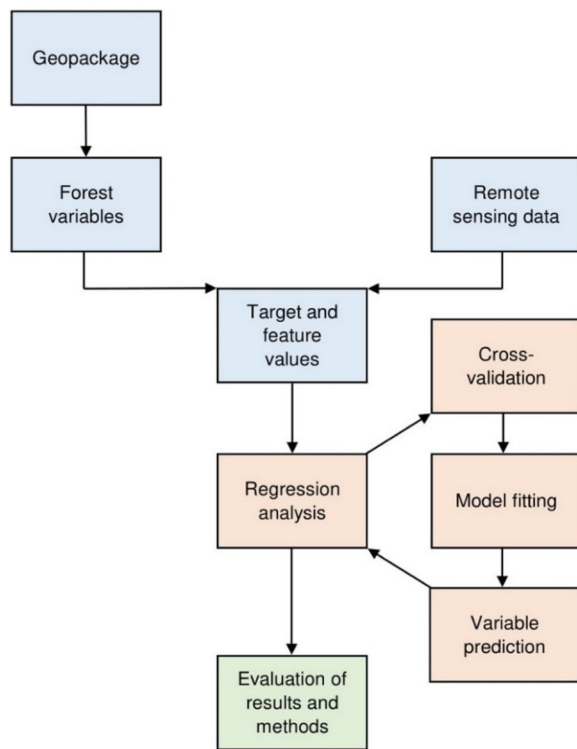 Geopackage
Forest
variables
Remote
sensing data
Target and
feature
values
Cross-
validation
Regression
analysis
Model fitting
Variable
prediction
Evaluation of
results and
methods